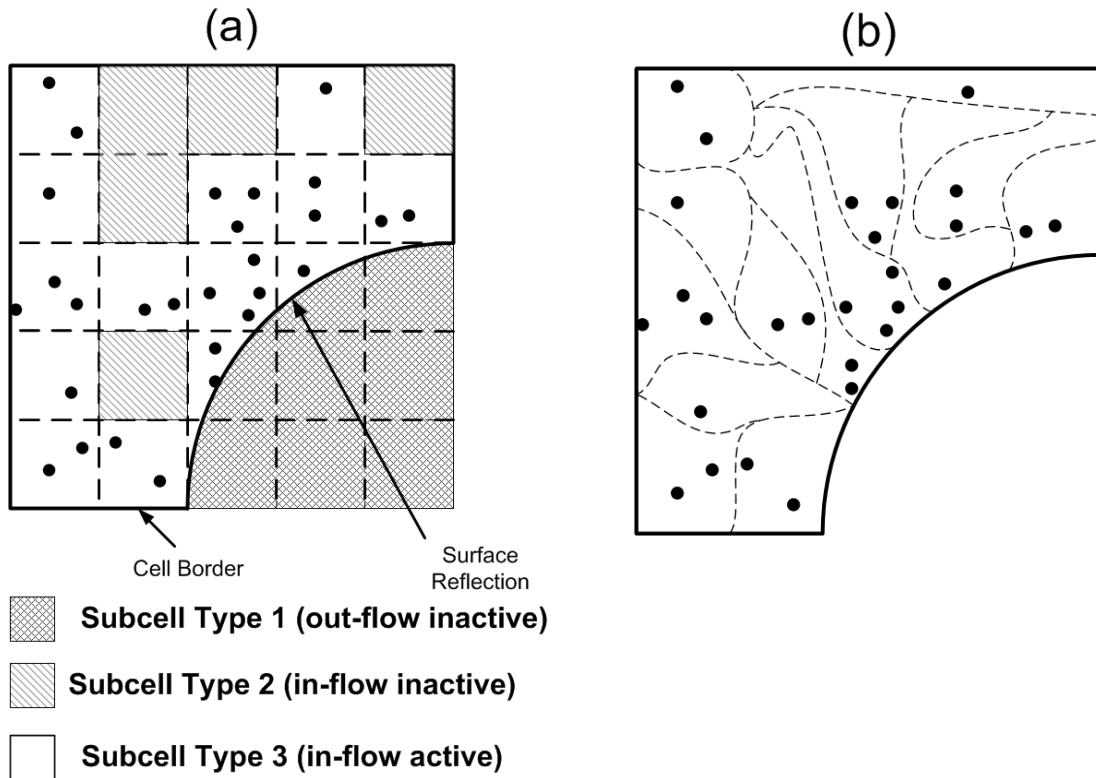 (a)
(b)
Cell Border
Surface
Reflection
Subcell Type 1 (out-flow inactive)
Subcell Type 2 (in-flow inactive)
Subcell Type 3 (in-flow active)